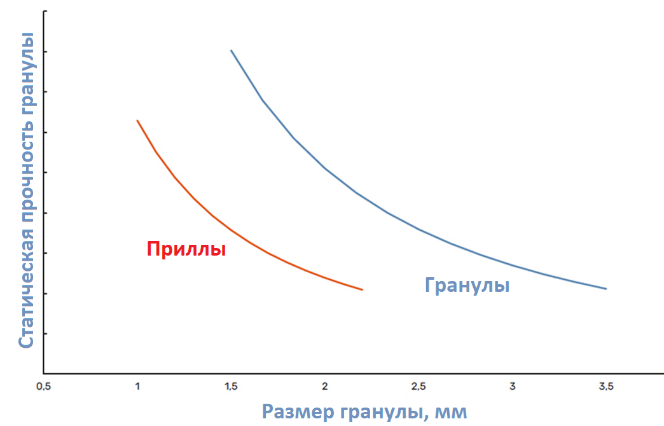 Статическая прочность гранулы
Приллы
Гранулы
0,5 1 1,5 2 2,5 3 3,5
Размер гранулы, мм